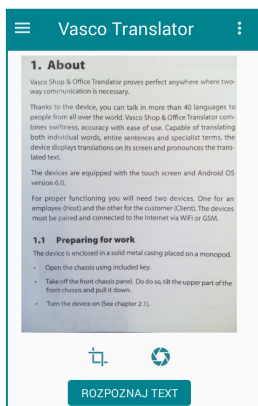 Vasco Translator
1. About
Vasco Shop & Office Translator proves perfect anywhere where two-
way communication is necessary.
Thanks to the device, you can talk in more than 40 languages to
people from all over the world. Vasco Shop & Office Translator com-
bines swiftness, accuracy with ease of use. Capable of translating
both individual words, entire sentences and specialist terms, the
device displays translations on its screen and pronounces the trans-
lated text.
The devices are equipped with the touch screen and Android OS
version 6.0.
For proper functioning you will need two devices. One for an
employee (Host) and the other for the customer (Client). The devices
must be paired and connected to the Internet via WiFi or GSM.
1.1 Preparing for work
The device is enclosed in a solid metal casing placed on a monopod.
• Open the chassis using included key.
• Take off the front chassis panel. Do do so, tilt the upper part of the
front chassis and pull it down.
• Turn the device on (See chapter 2.1).
ROZPOZNAJ TEXT